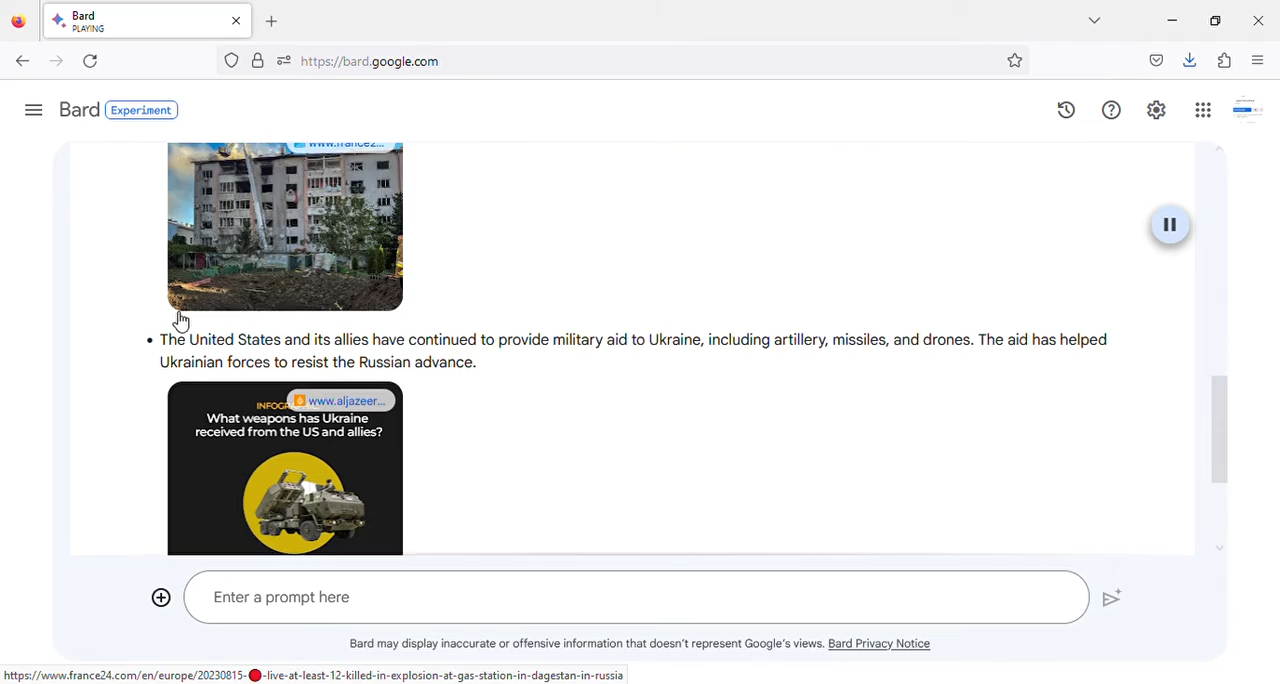 Bard
PLAYING
https://bard.google.com
Bard Experiment
The United States and its allies have continued to provide military aid to Ukraine, including artillery, missiles, and drones. The aid has helped
Ukrainian forces to resist the Russian advance.
www.aljazeer...
What weapons has Ukraine
received from the US and allies?
Enter a prompt here
Bard may display inaccurate or offensive information that doesn't represent Google's views. Bard Privacy Notice
https://www.france24.com/en/europe/20230815-🔴-live-at-least-12-killed-in-explosion-at-gas-station-in-dagestan-in-russia